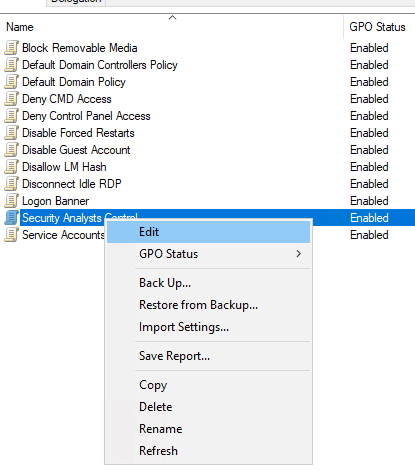 Delegation
Name GPO Status
Block Removable Media Enabled
Default Domain Controllers Policy Enabled
Default Domain Policy Enabled
Deny CMD Access Enabled
Deny Control Panel Access Enabled
Disable Forced Restarts Enabled
Disable Guest Account Enabled
Disallow LM Hash Enabled
Disconnect Idle RDP Enabled
Logon Banner Enabled
Security Analysts Control Enabled
Service Accounts Enabled
Edit
GPO Status
Back Up...
Restore from Backup...
Import Settings...
Save Report...
Copy
Delete
Rename
Refresh